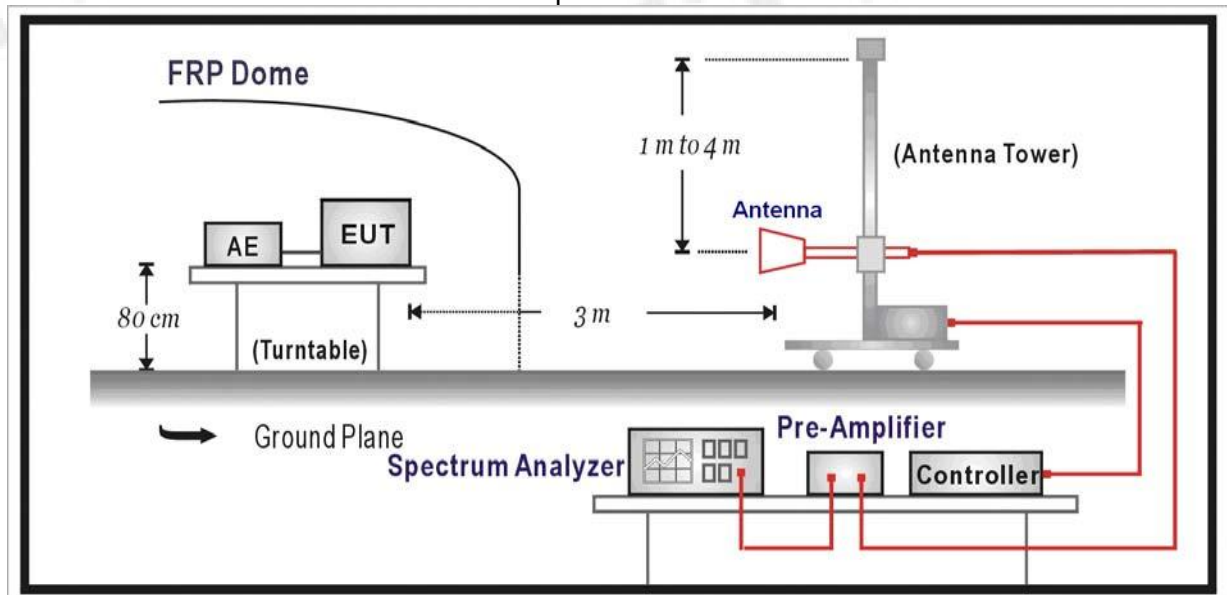 FRP Dome
1 m to 4 m
(Antenna Tower)
Antenna
AE
EUT
80 cm
3 m
(Turntable)
Ground Plane
Pre-Amplifier
Spectrum Analyzer
Controller